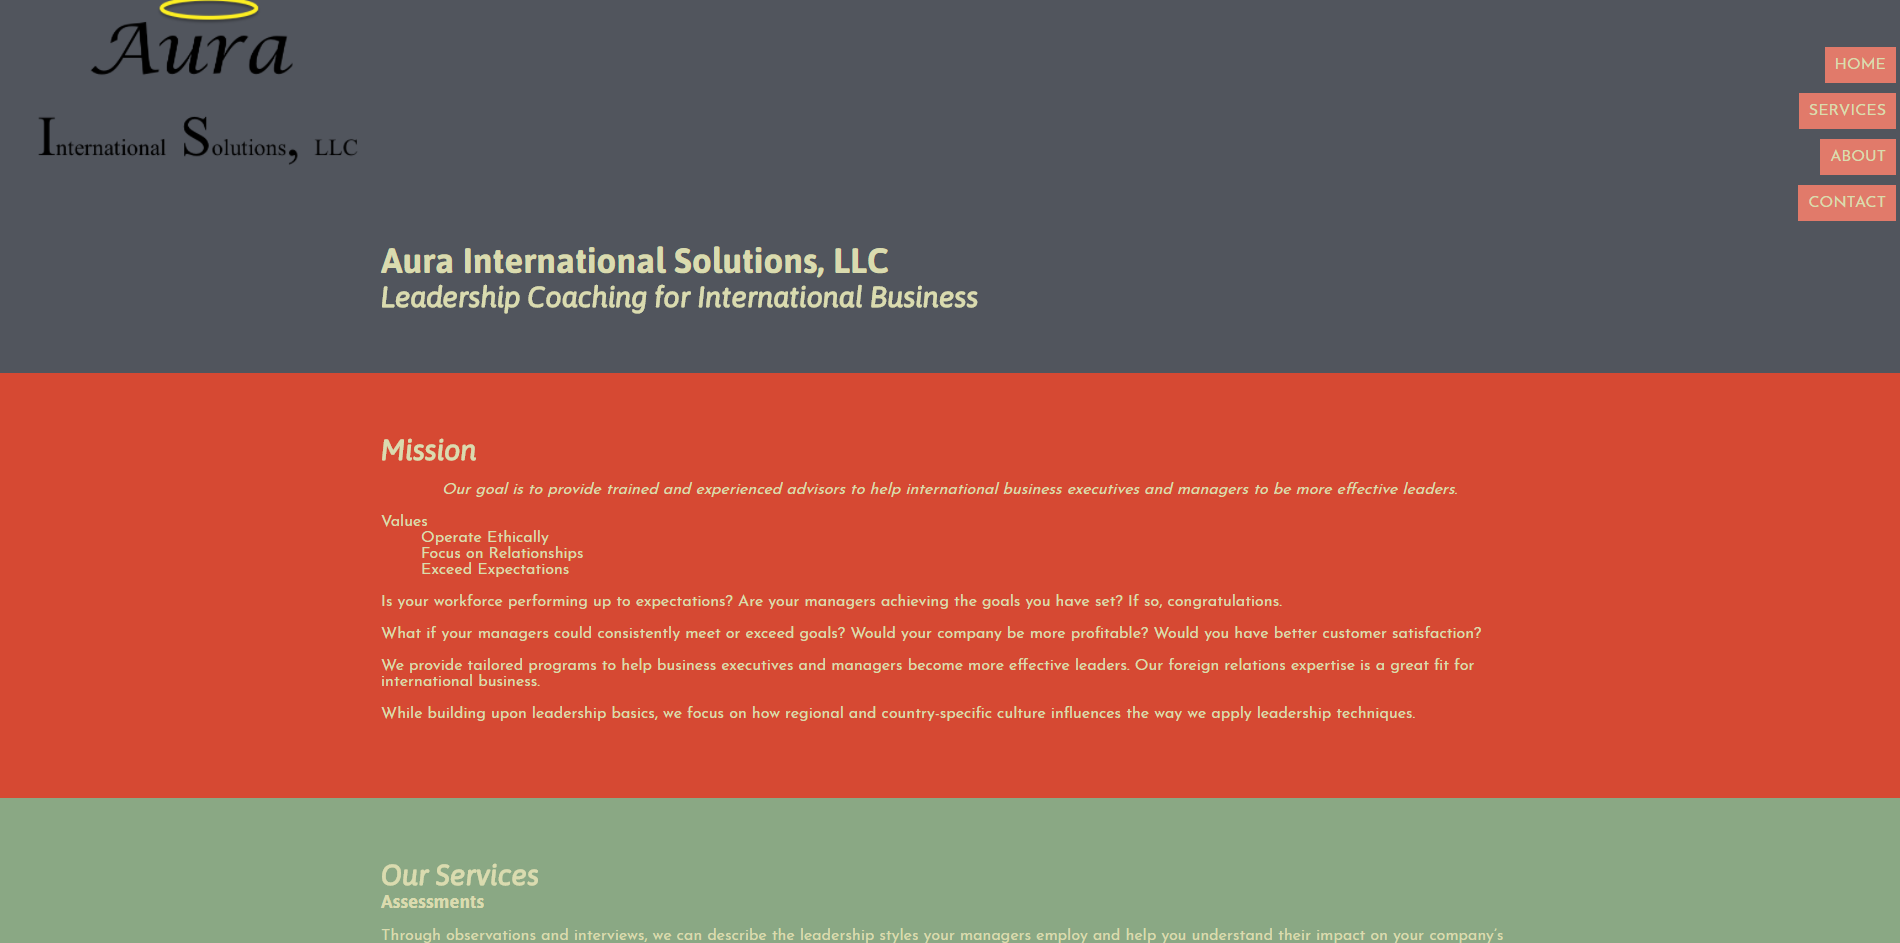 Aura
International Solutions, LLC
HOME
SERVICES
ABOUT
CONTACT
Aura International Solutions, LLC
Leadership Coaching for International Business
Mission
Our goal is to provide trained and experienced advisors to help international business executives and managers to be more effective leaders.
Values
Operate Ethically
Focus on Relationships
Exceed Expectations
Is your workforce performing up to expectations? Are your managers achieving the goals you have set? If so, congratulations.
What if your managers could consistently meet or exceed goals? Would your company be more profitable? Would you have better customer satisfaction?
We provide tailored programs to help business executives and managers become more effective leaders. Our foreign relations expertise is a great fit for
international business.
While building upon leadership basics, we focus on how regional and country-specific culture influences the way we apply leadership techniques.
Our Services
Assessments
Through observations and interviews, we can describe the leadership styles your managers employ and help you understand their impact on your company's